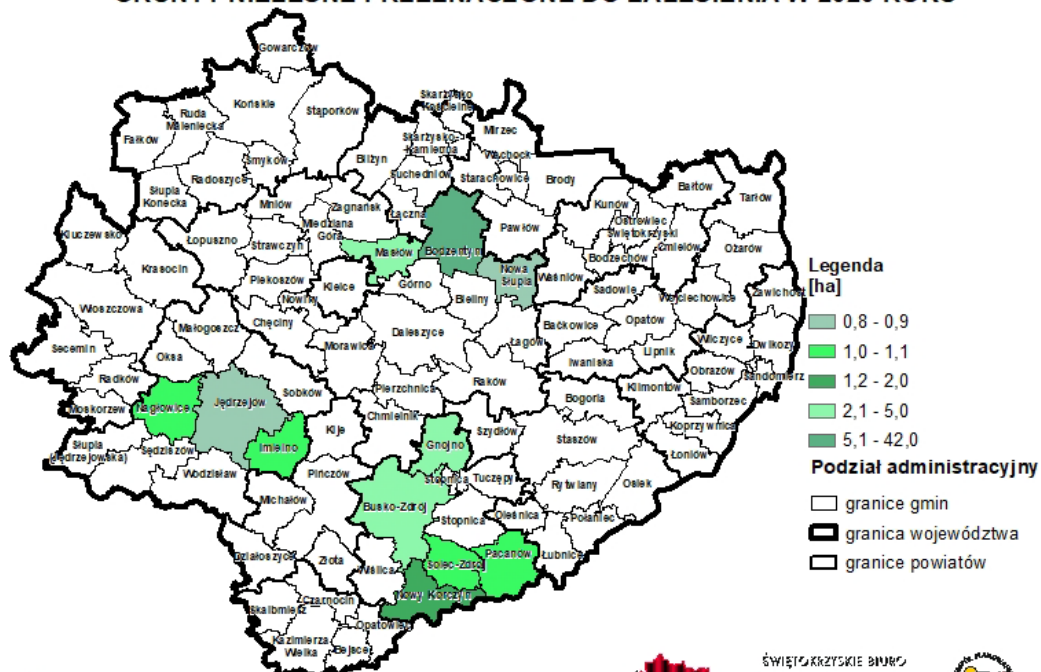 Gowarczów
Końskie
Stąporków
Ruda
Maleniecka
Fałków
Smyków
Radoszyce
Słupia
Konecka
Skarżysko
Kościelne
Skarżysko-
Kamienna
Mirzec
Wąchock
Bliżyn
Suchedniów
Starachowice
Brody
Bałtów
Tarłów
Kunów
Ostrowiec
Świętokrzyski
Ćmielów
Ożarów
Bodzechów
Mniów
Zagnańsk
Miedziana
Góra
Łączna
Pawłów
Kluczewsko
Łopuszno
Strawczyn
Masłów
Bodzentyn
Krasocin
Piekoszów
Kielce
Górno
Nowa
Słupia
Waśniów
Sadowie
Wojciechowice
Zawichost
Włoszczowa
Bieliny
Małogoszcz
Chęciny
Daleszyce
Baćkowice
Opatów
Secemin
Oksa
Morawica
Łagów
Iwaniska
Lipnik
Wilczyce
Dwikozy
Obrazów
Sandomierz
Radków
Moskorzew
Nagłowice
Jędrzejów
Sobków
Pierzchnica
Raków
Klimontów
Samborzec
Bogoria
Koprzywnica
Chmielnik
Słupia
(Jędrzejowska)
Sędziszów
Imielno
Kije
Gnojno
Szydłów
Staszów
Łoniów
Wodzisław
Pińczów
Stopnica
Tuczępy
Rytwiany
Osiek
Michałów
Busko-Zdrój
Stopnica
Oleśnica
Połaniec
Działoszyce
Złota
Wiślica
Solec-Zdrój
Pacanów
Łubnice
Nowy Korczyn
Skalbmierz
Czarnocin
Opatowiec
Kazimierza
Wielka
Bejsce
Legenda
[ha]
0,8 - 0,9
1,0 - 1,1
1,2 - 2,0
2,1 - 5,0
5,1 - 42,0
Podział administracyjny
granice gmin
granica województwa
granice powiatów
ŚWIĘTOKRZYSKIE BIURO